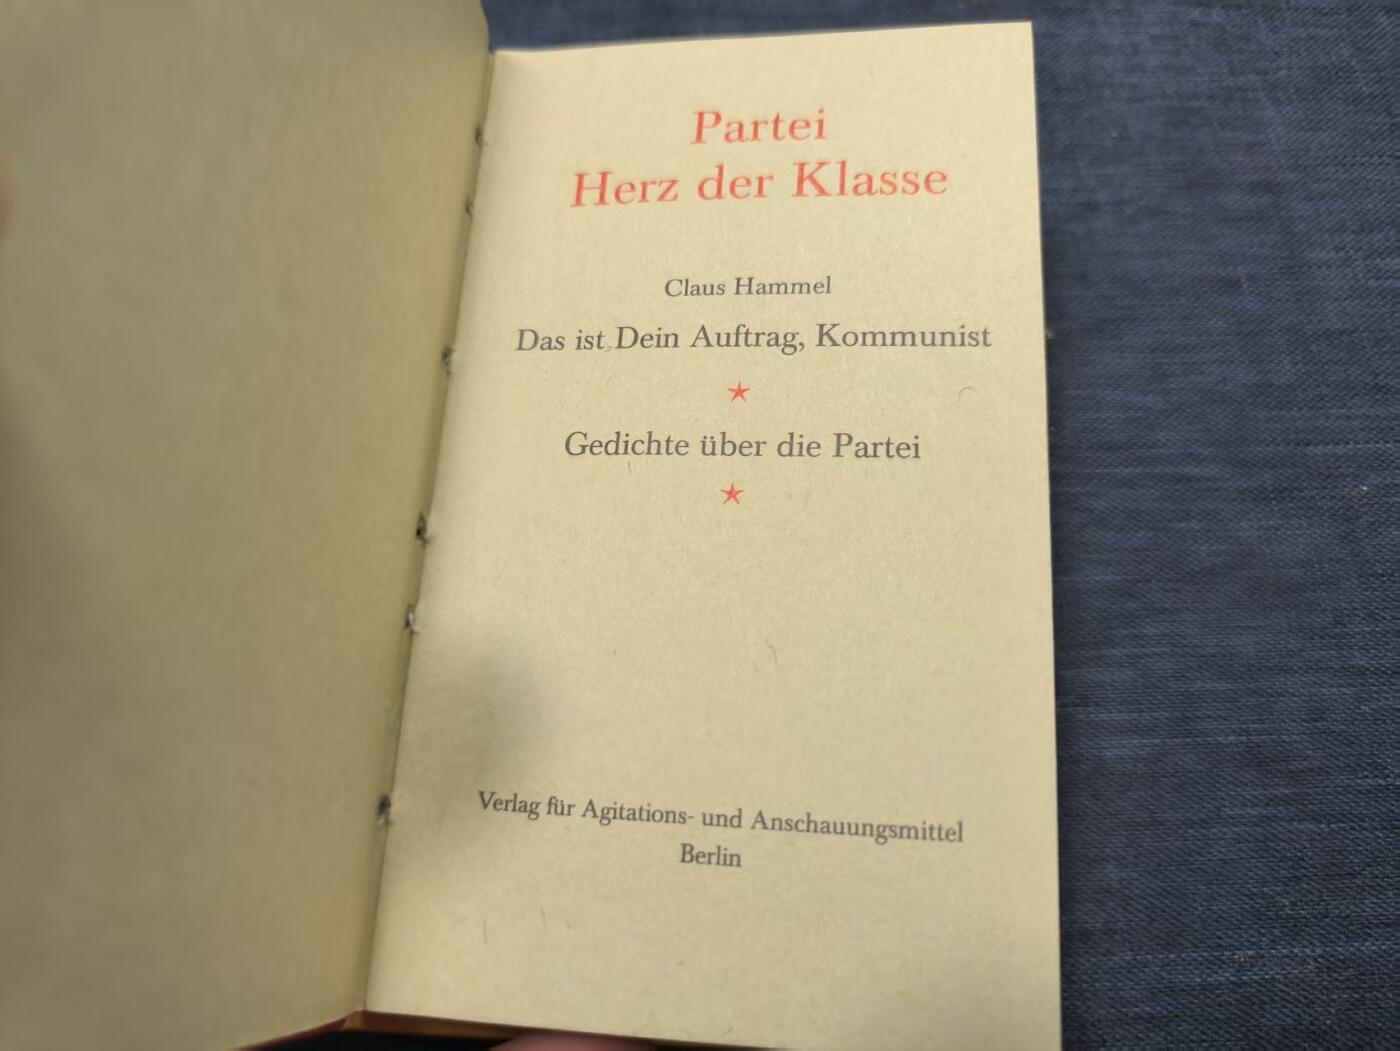 Partei
Herz der Klasse
Claus Hammel
Das ist Dein Auftrag, Kommunist
Gedichte über die Partei
Verlag für Agitations- und Anschauungsmittel
Berlin